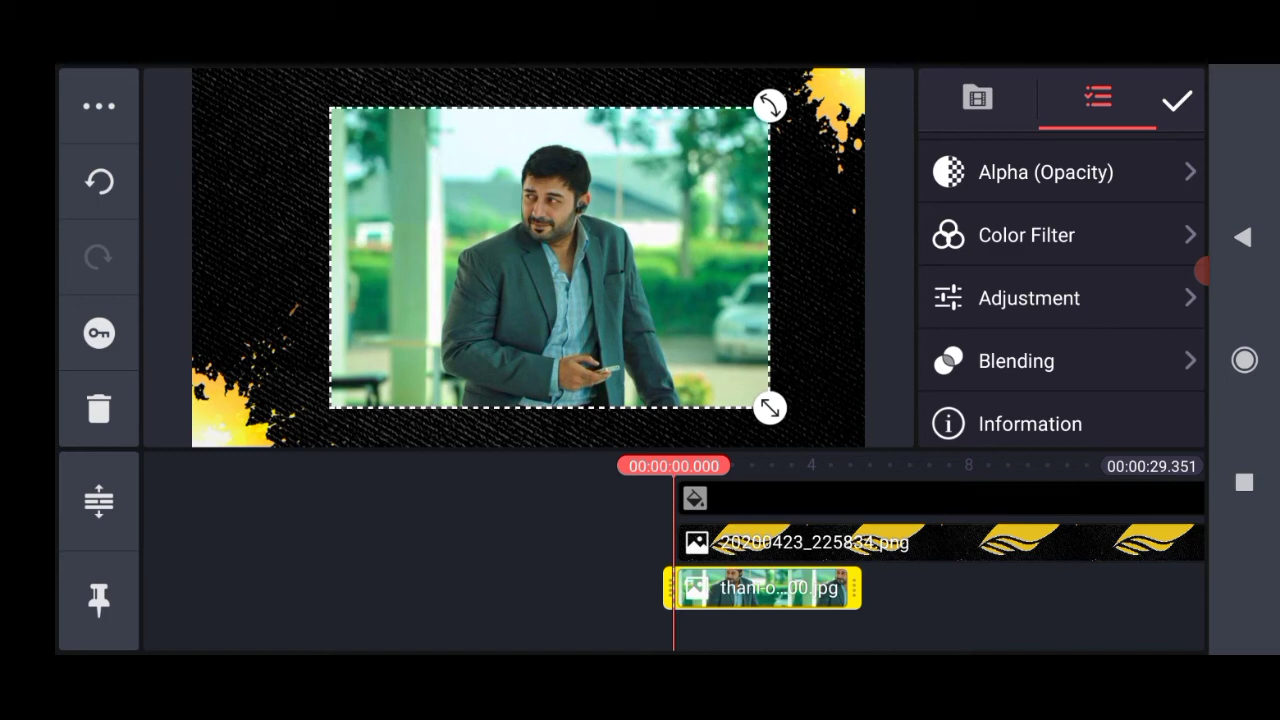 Alpha (Opacity)
Color Filter
Adjustment
Blending
Information
00:00:00.000
4
8
00:00:29.351
20200423_225834.png
thani-o...00.jpg